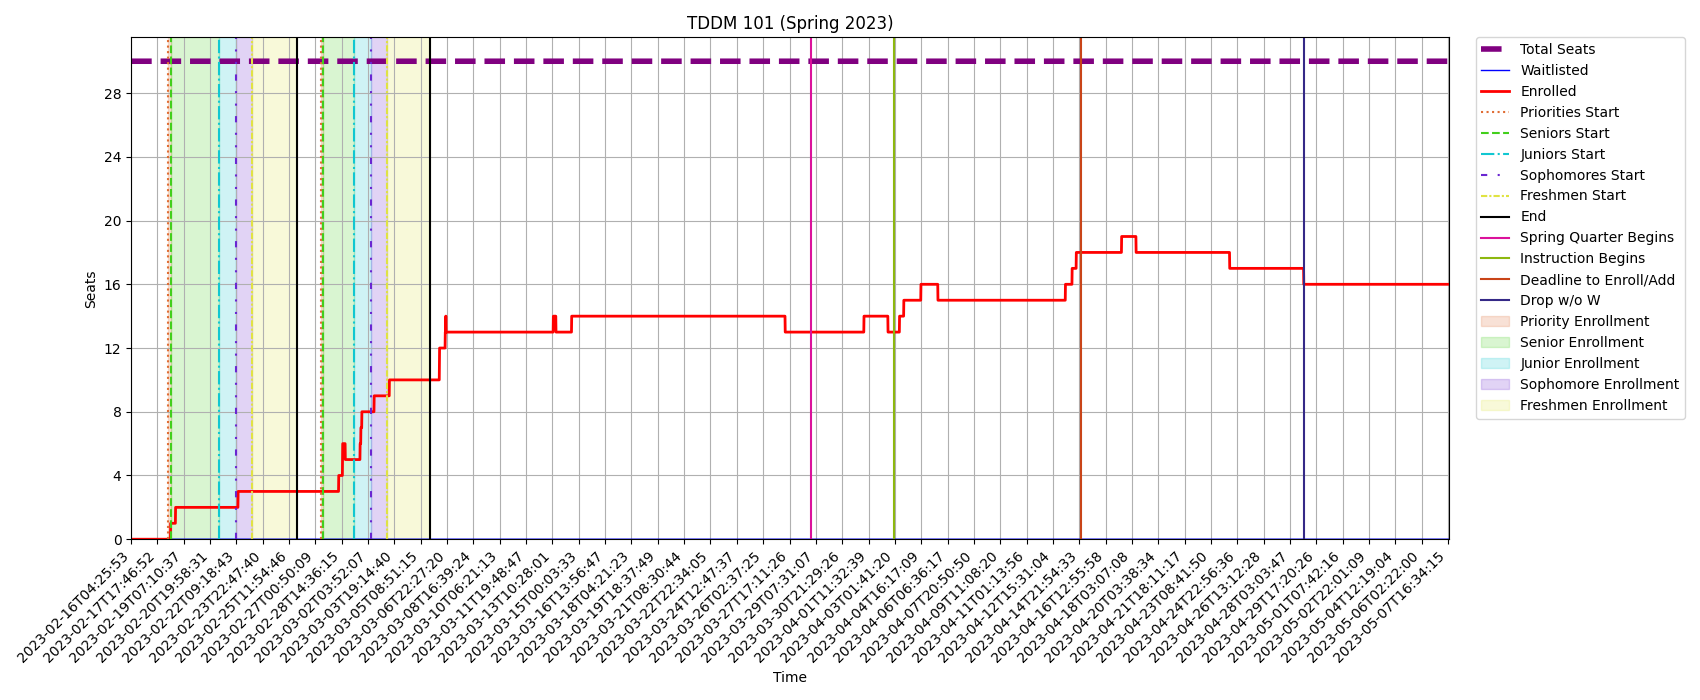 TDDM 101 (Spring 2023)
Seats
28
24
20
16
12
8
4
0
2023-02-16T04:25:53
2023-02-17T17:46:52
2023-02-19T07:10:37
2023-02-20T19:58:31
2023-02-22T09:18:43
2023-02-23T22:47:40
2023-02-25T11:54:46
2023-02-27T00:50:09
2023-02-28T14:36:15
2023-03-02T03:52:07
2023-03-03T19:14:40
2023-03-05T08:51:15
2023-03-06T22:27:20
2023-03-08T16:39:24
2023-03-10T06:21:13
2023-03-11T19:48:47
2023-03-13T10:28:01
2023-03-15T00:03:33
2023-03-16T13:56:47
2023-03-18T04:21:23
2023-03-19T18:37:49
2023-03-21T08:30:44
2023-03-22T22:34:05
2023-03-24T12:47:37
2023-03-26T02:37:25
2023-03-27T17:11:26
2023-03-29T07:31:07
2023-03-30T21:29:26
2023-04-01T11:32:39
2023-04-03T01:41:20
2023-04-04T16:17:09
2023-04-06T06:36:17
2023-04-07T20:50:50
2023-04-09T11:08:20
2023-04-11T01:13:56
2023-04-12T15:31:04
2023-04-14T21:54:33
2023-04-16T12:55:58
2023-04-18T03:07:08
2023-04-20T03:38:34
2023-04-21T18:11:17
2023-04-23T08:41:50
2023-04-24T22:56:36
2023-04-26T13:12:28
2023-04-28T03:03:47
2023-04-29T17:20:26
2023-05-01T07:42:16
2023-05-02T22:01:09
2023-05-04T12:19:04
2023-05-06T02:22:00
2023-05-07T16:34:15
Time
Total Seats
Waitlisted
Enrolled
Priorities Start
Seniors Start
Juniors Start
Sophomores Start
Freshmen Start
End
Spring Quarter Begins
Instruction Begins
Deadline to Enroll/Add
Drop w/o W
Priority Enrollment
Senior Enrollment
Junior Enrollment
Sophomore Enrollment
Freshmen Enrollment